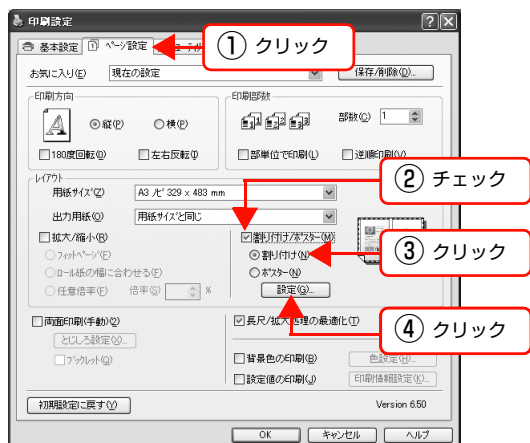 印刷設定
基本設定 ページ設定
① クリック
お気に入り(E) 現在の設定 保存/削除(D)...
印刷方向 印刷部数
縦(P) 横(P) 部数(C) 1
180度回転(0) 左右反転(I) 部単位で印刷(L) 逆順印刷(V)
レイアウト
② チェック
用紙サイズ(Z) A3 ﾉﾋﾞ 329 x 483 mm
出力用紙(O) 用紙サイズと同じ
拡大/縮小(R) 割り付け/ポスター(M)
フィットページ(F) 割り付け(N)
③ クリック
ロール紙の幅に合わせる(E) ポスター(N)
任意倍率(F) 倍率(S) % 設定(G)...
両面印刷(手動)(2) 長尺/拡大処理の最適化(T)
④ クリック
とじしろ設定(X)...
ブックレット(Q) 背景色の印刷(B) 色設定(H)...
設定値の印刷(J) 印刷情報設定(K)...
初期設定に戻す(Y) Version 6.50
OK キャンセル ヘルプ